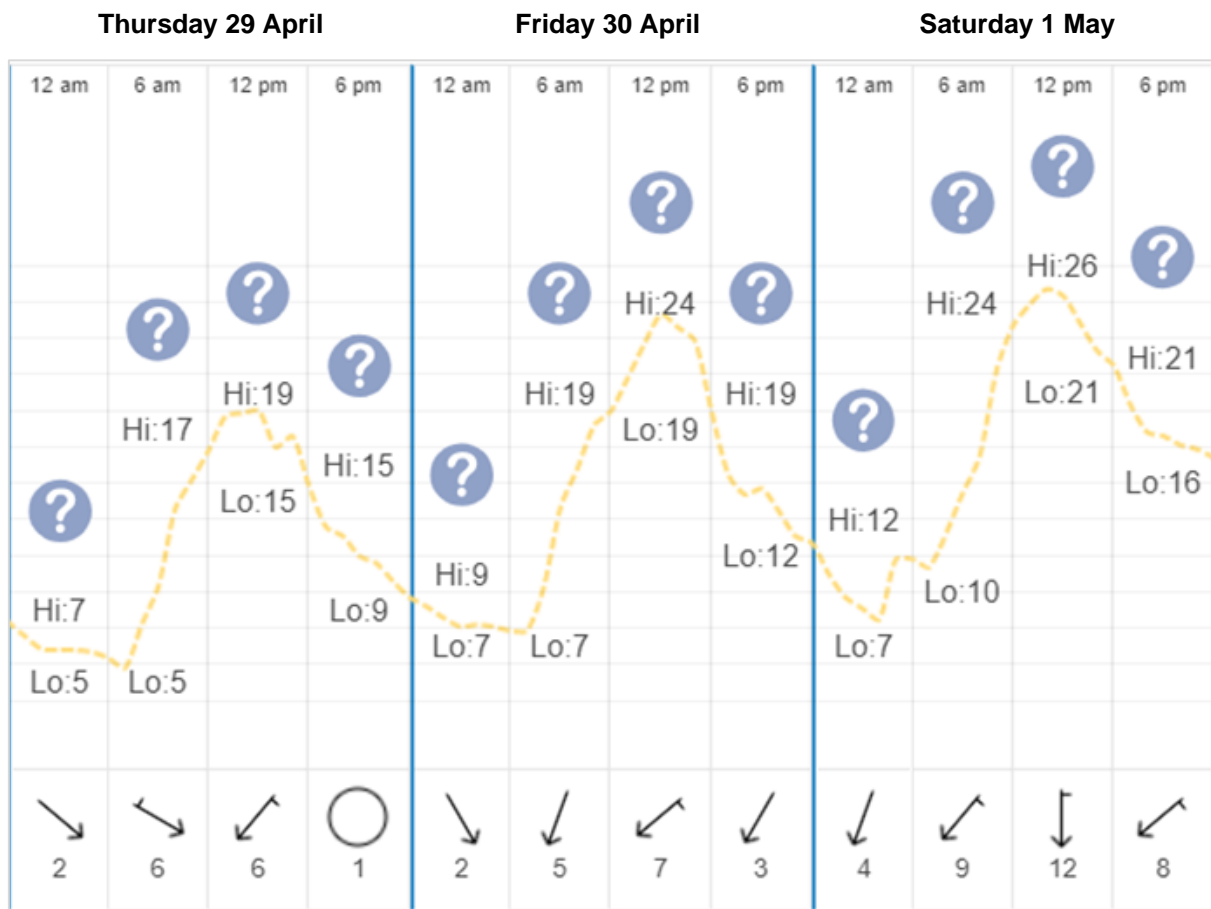 Thursday 29 April Friday 30 April Saturday 1 May
12 am 6 am 12 pm 6 pm 12 am 6 am 12 pm 6 pm 12 am 6 am 12 pm 6 pm
?
? ?
? ?
? ? ?
?
?
?
?
Hi:26
Hi:24 Hi:24
Hi:21
Hi:19 Hi:19 Hi:19 Lo:21
Hi:17 Lo:19
Hi:15
Lo:16
Lo:15
Hi:12
Lo:12
Hi:9
Lo:10
Hi:7 Lo:9
Lo:7 Lo:7 Lo:7
Lo:5 Lo:5
2 6 6 1 2 5 7 3 4 9 12 8